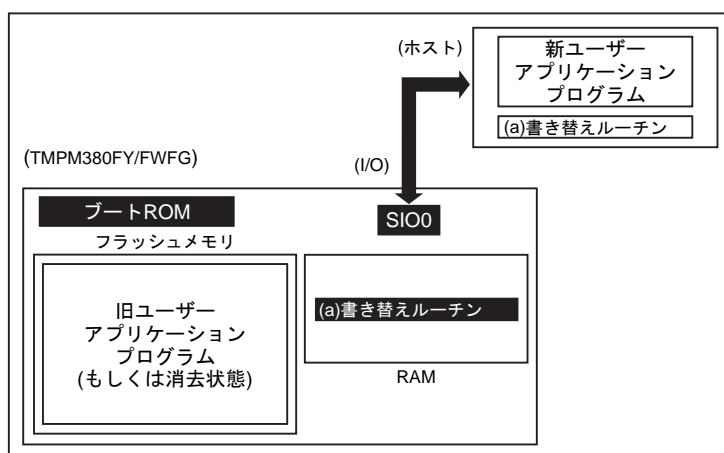 (ホスト)
新ユーザー
アプリケーション
プログラム
(a)書き替えルーチン
(TMPM380FY/FWFG)
(I/O)
ブートROM
SIO0
フラッシュメモリ
旧ユーザー
アプリケーション
プログラム
(もしくは消去状態)
(a)書き替えルーチン
RAM